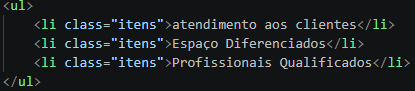 <ul>
<li class="itens">atendimento aos clientes</li>
<li class="itens">Espaço Diferenciados</li>
<li class="itens">Profissionais Qualificados</li>
</ul>